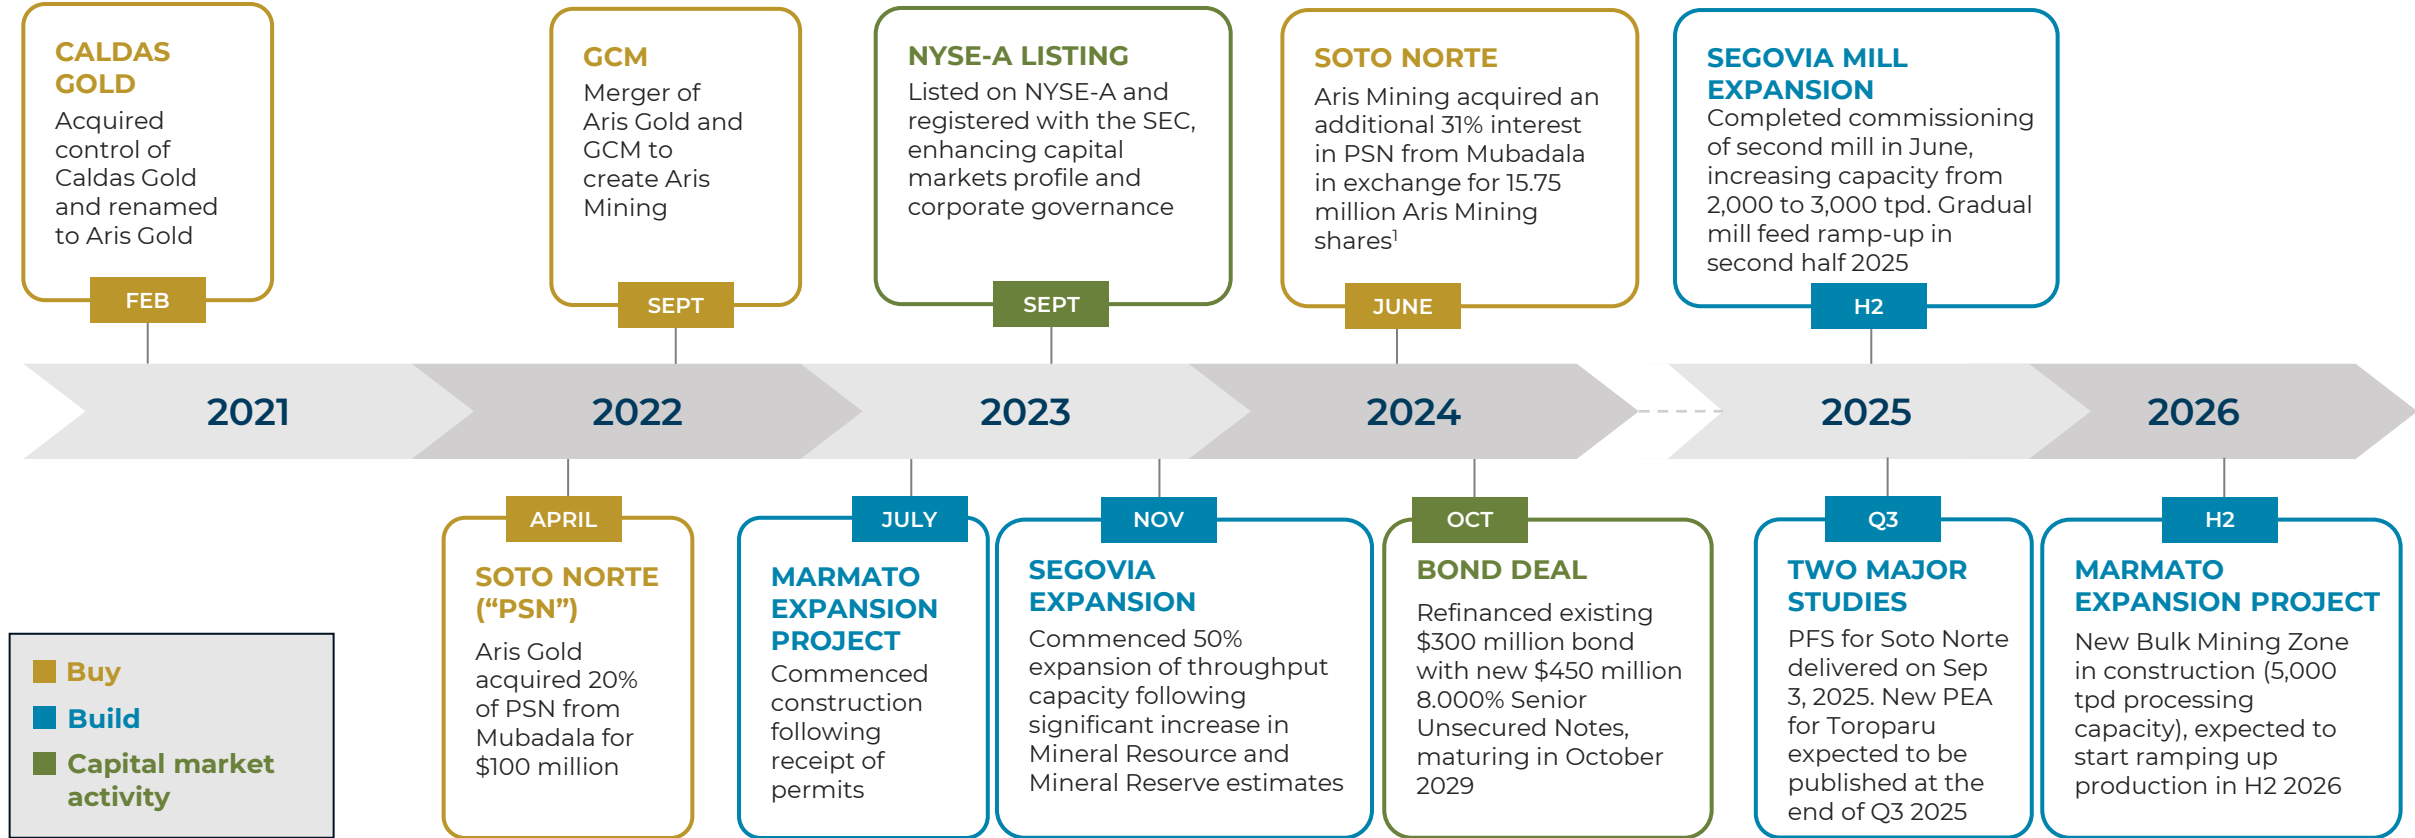 CALDAS
GOLD
Acquired
control of
Caldas Gold
and renamed
to Aris Gold
FEB
GCM
Merger of
Aris Gold and
GCM to
create Aris
Mining
SEPT
NYSE-A LISTING
Listed on NYSE-A and
registered with the SEC,
enhancing capital
markets profile and
corporate governance
SEPT
SOTO NORTE
Aris Mining acquired an
additional 31% interest
in PSN from Mubadala
in exchange for 15.75
million Aris Mining
shares¹
JUNE
SEGOVIA MILL
EXPANSION
Completed commissioning
of second mill in June,
increasing capacity from
2,000 to 3,000 tpd. Gradual
mill feed ramp-up in
second half 2025
H2
2021
2022
2023
2024
2025
2026
APRIL
SOTO NORTE
(“PSN”)
Aris Gold
acquired 20%
of PSN from
Mubadala for
$100 million
JULY
MARMATO
EXPANSION
PROJECT
Commenced
construction
following
receipt of
permits
NOV
SEGOVIA
EXPANSION
Commenced 50%
expansion of throughput
capacity following
significant increase in
Mineral Resource and
Mineral Reserve estimates
OCT
BOND DEAL
Refinanced existing
$300 million bond
with new $450 million
8.000% Senior
Unsecured Notes,
maturing in October
2029
Q3
TWO MAJOR
STUDIES
PFS for Soto Norte
delivered on Sep
3, 2025. New PEA
for Toroparu
expected to be
published at the
end of Q3 2025
H2
MARMATO
EXPANSION PROJECT
New Bulk Mining Zone
in construction (5,000
tpd processing
capacity), expected to
start ramping up
production in H2 2026
Buy
Build
Capital market
activity